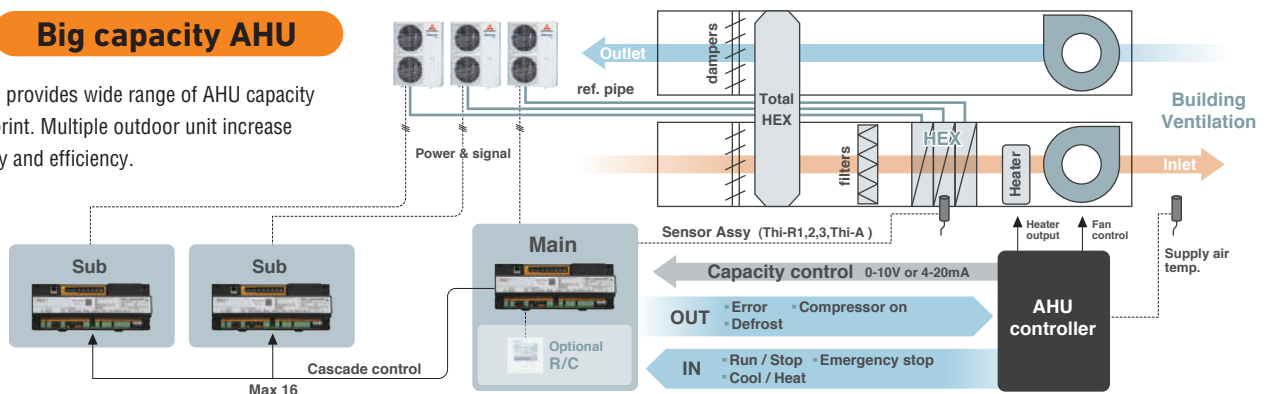 Big capacity AHU
provides wide range of AHU capacity
print. Multiple outdoor unit increase
y and efficiency.
Outlet
dampers
ref. pipe
Total
HEX
Building
Ventilation
Power & signal
filters
HEX
Heater
Inlet
Sub
Sub
Main
Sensor Assy (Thi-R1,2,3,Thi-A )
Heater
output
Fan
control
Supply air
temp.
Capacity control 0-10V or 4-20mA
OUT
Error
Compressor on
Defrost
AHU
controller
Optional
R/C
IN
Run / Stop
Emergency stop
Cool / Heat
Cascade control
Max 16